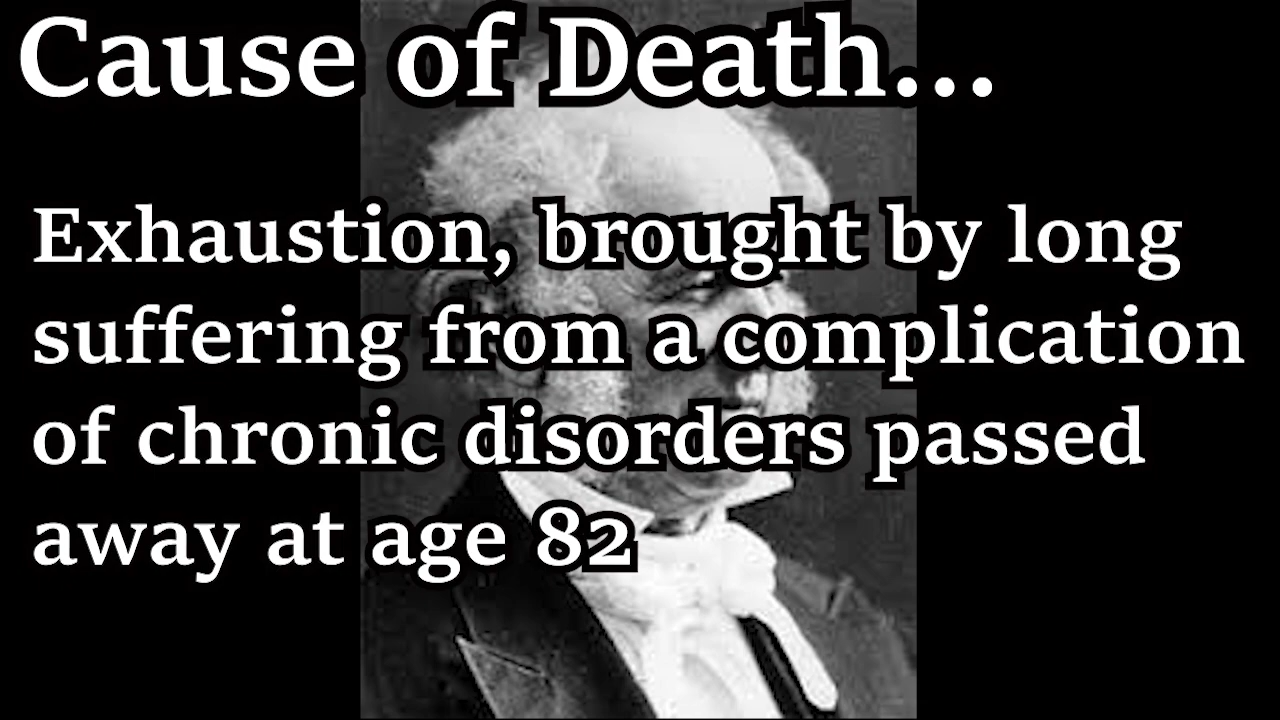 Cause of Death...
Exhaustion, brought by long
suffering from a complication
of chronic disorders passed
away at age 82